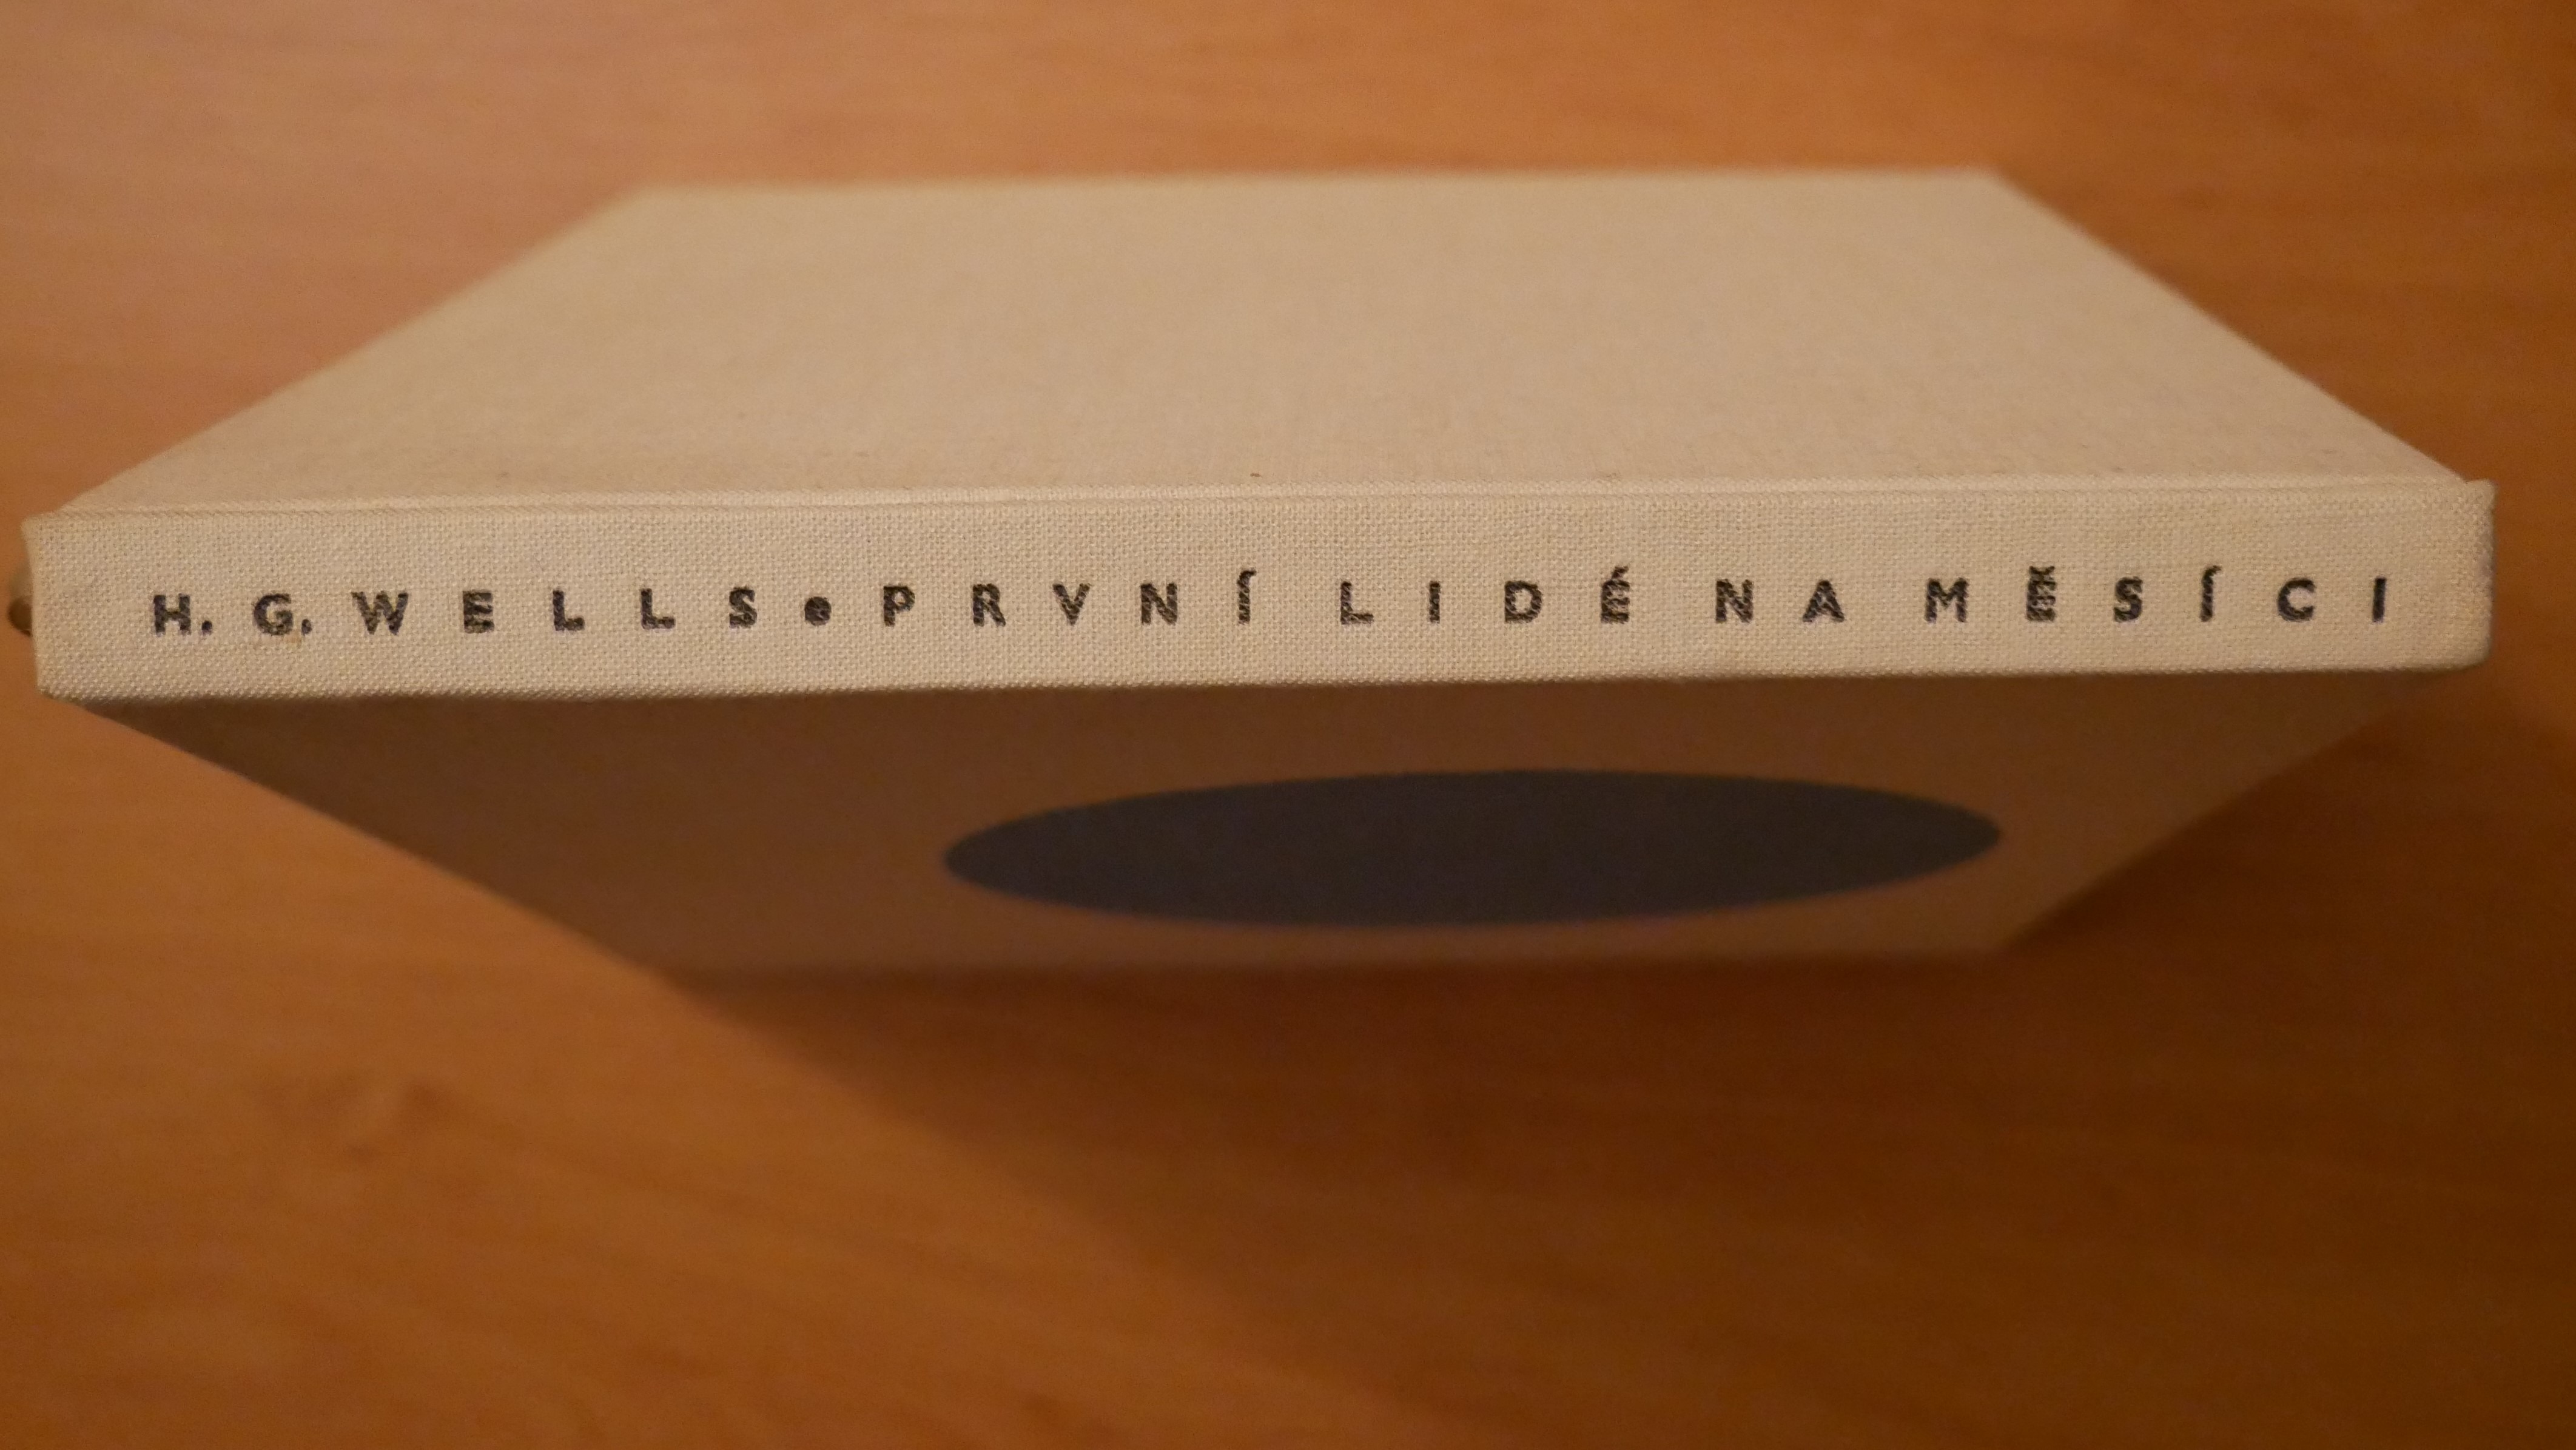 H. G. WELLS • PRVNÍ LIDÉ NA MĚSÍCI